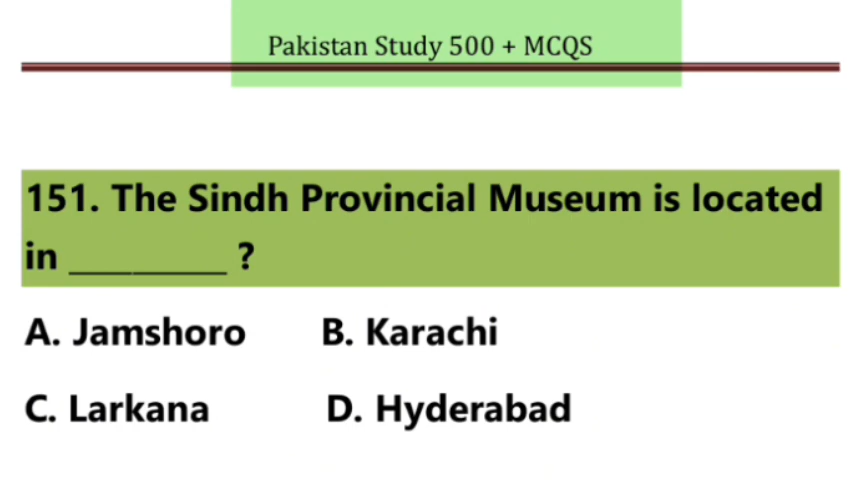 Pakistan Study 500 + MCQS
151. The Sindh Provincial Museum is located
in __________ ?
A. Jamshoro B. Karachi
C. Larkana D. Hyderabad